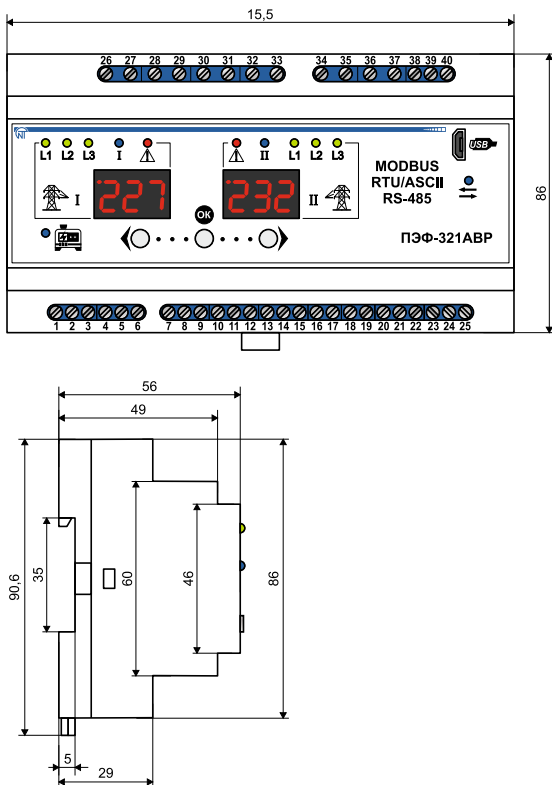 15,5
26 27 28 29 30 31 32 33 34 35 36 37 38 39 40
L1 L2 L3 I II L1 L2 L3
USB
MODBUS
RTU/ASCII
RS-485
I 227 232 II
OK
ПЭФ-321АВР
86
1 2 3 4 5 6 7 8 9 10 11 12 13 14 15 16 17 18 19 20 21 22 23 24 25
56
49
90,6
35
60
46
86
5
29